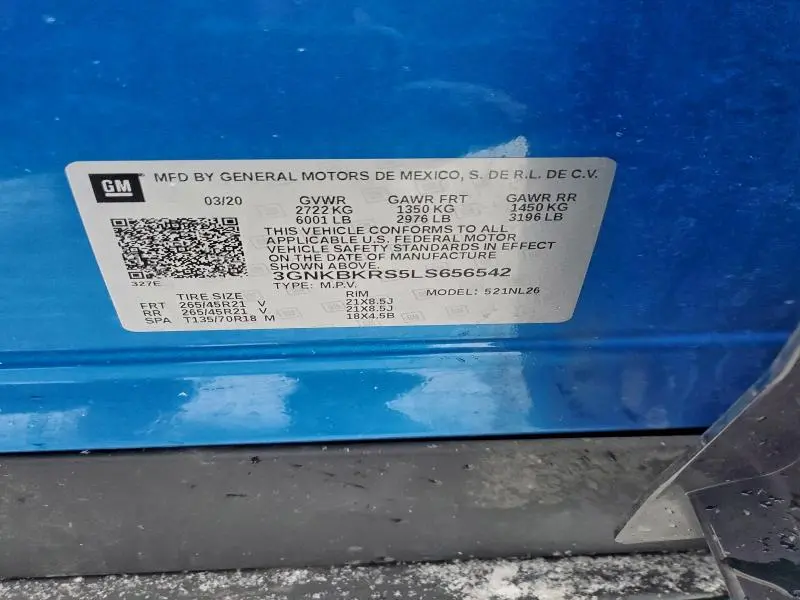 GM MFD BY GENERAL MOTORS DE MEXICO, S. DE R.L. DE C.V.
03/20 GVWR GAWR FRT GAWR RR
2722 KG 1350 KG 1450 KG
6001 LB 2976 LB 3196 LB
THIS VEHICLE CONFORMS TO ALL
APPLICABLE U.S. FEDERAL MOTOR
VEHICLE SAFETY STANDARDS IN EFFECT
ON THE DATE OF MANUFACTURE
SHOWN ABOVE
327E 3GNKBKRS5LS656542
TYPE: M.P.V. MODEL: 521NL26
TIRE SIZE RIM
FRT 265/45R21 V 21X8.5J
RR 265/45R21 V 21X8.5J
SPA T135/70R18 M 18X4.5B